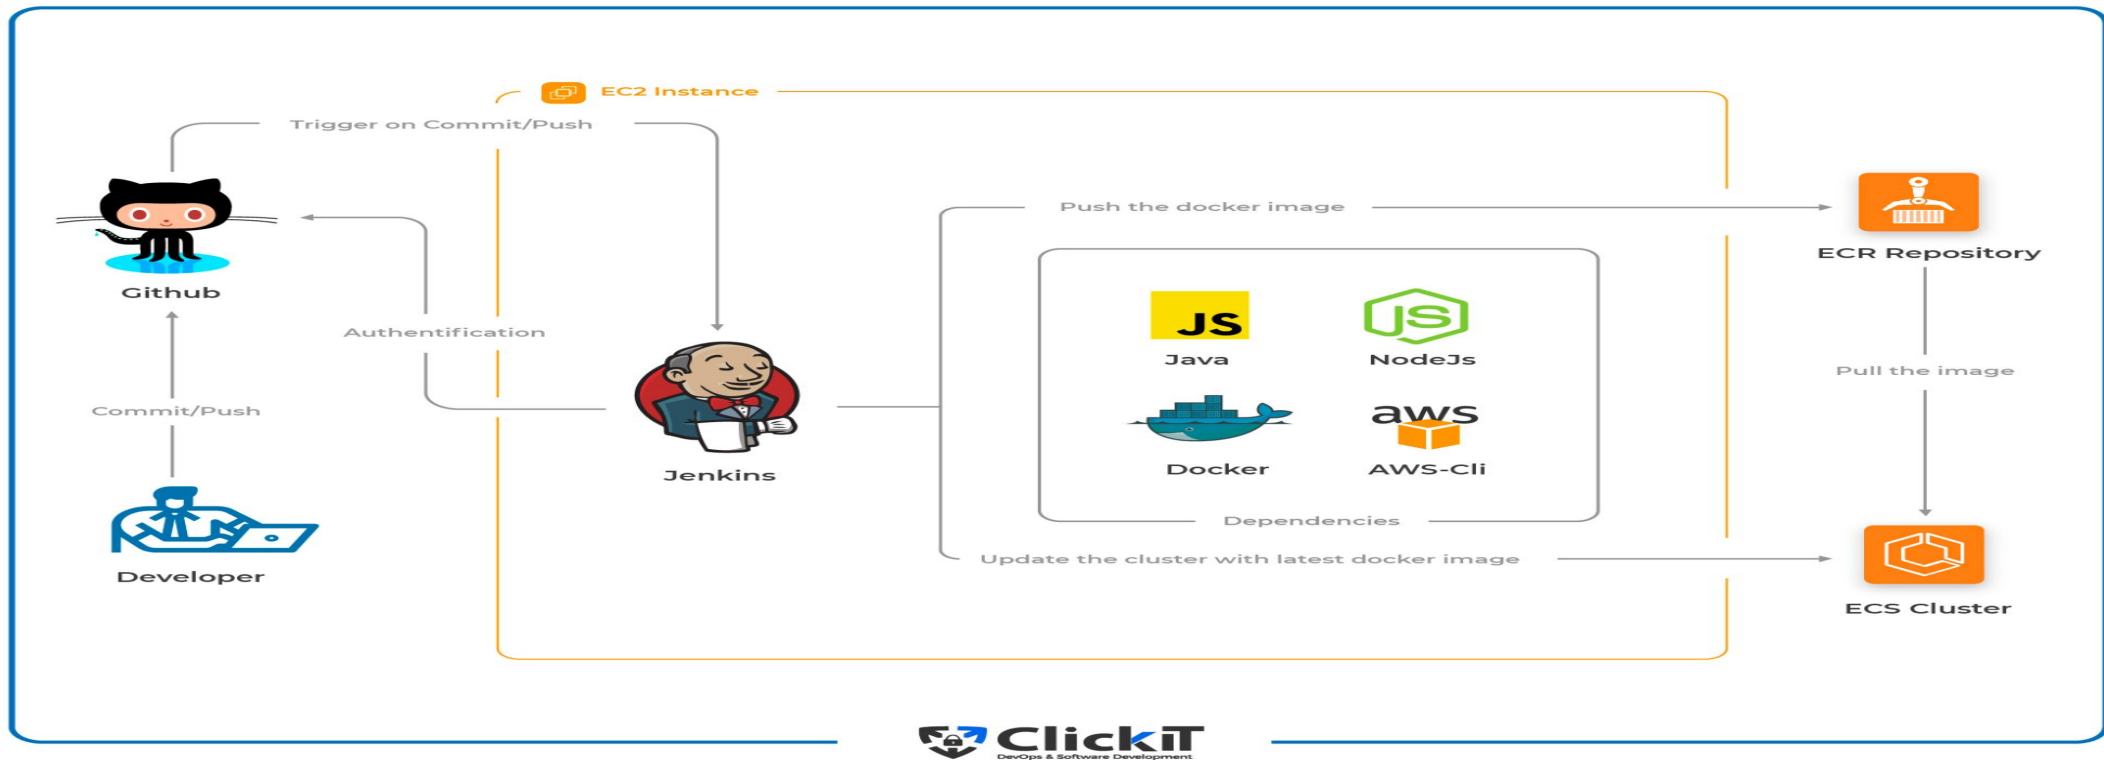 EC2 Instance
Trigger on Commit/Push
Push the docker image
ECR Repository
Github
JS
JS
Authentification
Java
NodeJs
Pull the image
Commit/Push
aws
Jenkins
Docker
AWS-Cli
Dependencies
Update the cluster with latest docker image
Developer
ECS Cluster
ClickiT
DevOps & Software Development